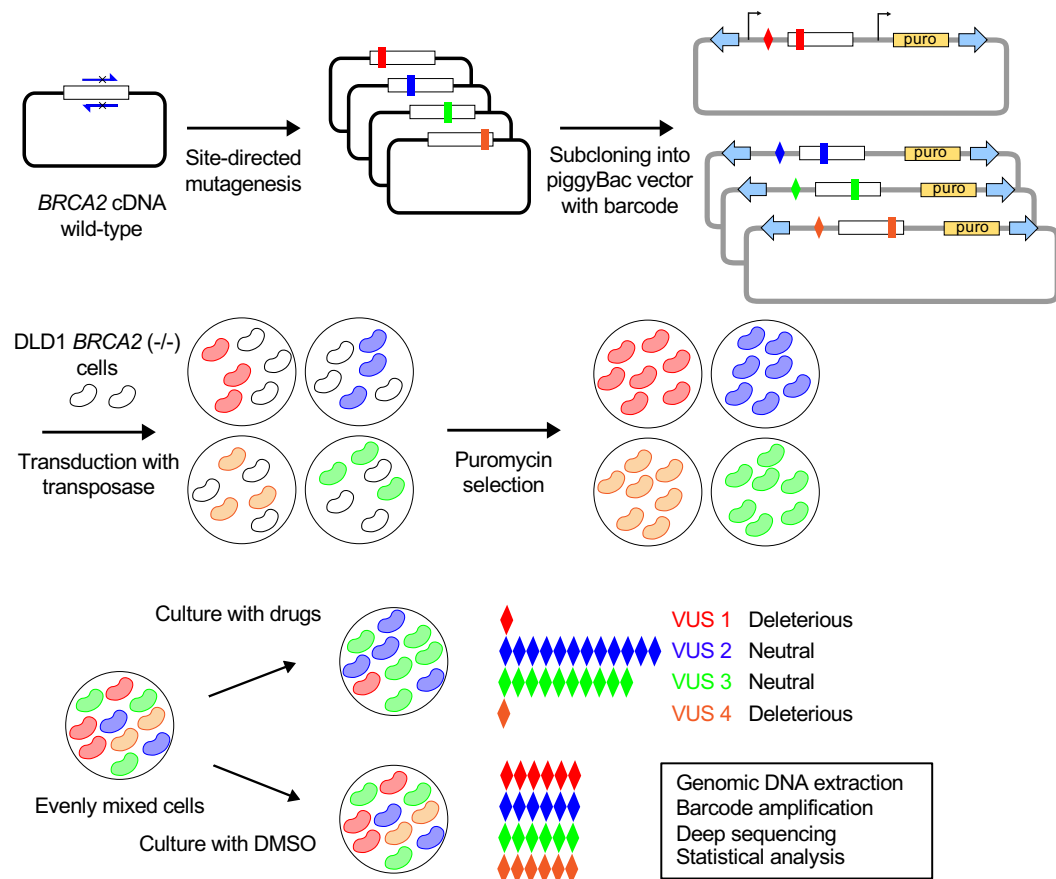 puro
BRCA2 cDNA
wild-type
Site-directed
mutagenesis
Subcloning into
piggyBac vector
with barcode
puro
puro
puro
DLD1 BRCA2 (-/-)
cells
Transduction with
transposase
Puromycin
selection
Culture with drugs
VUS 1 Deleterious
VUS 2 Neutral
VUS 3 Neutral
VUS 4 Deleterious
Evenly mixed cells
Culture with DMSO
Genomic DNA extraction
Barcode amplification
Deep sequencing
Statistical analysis